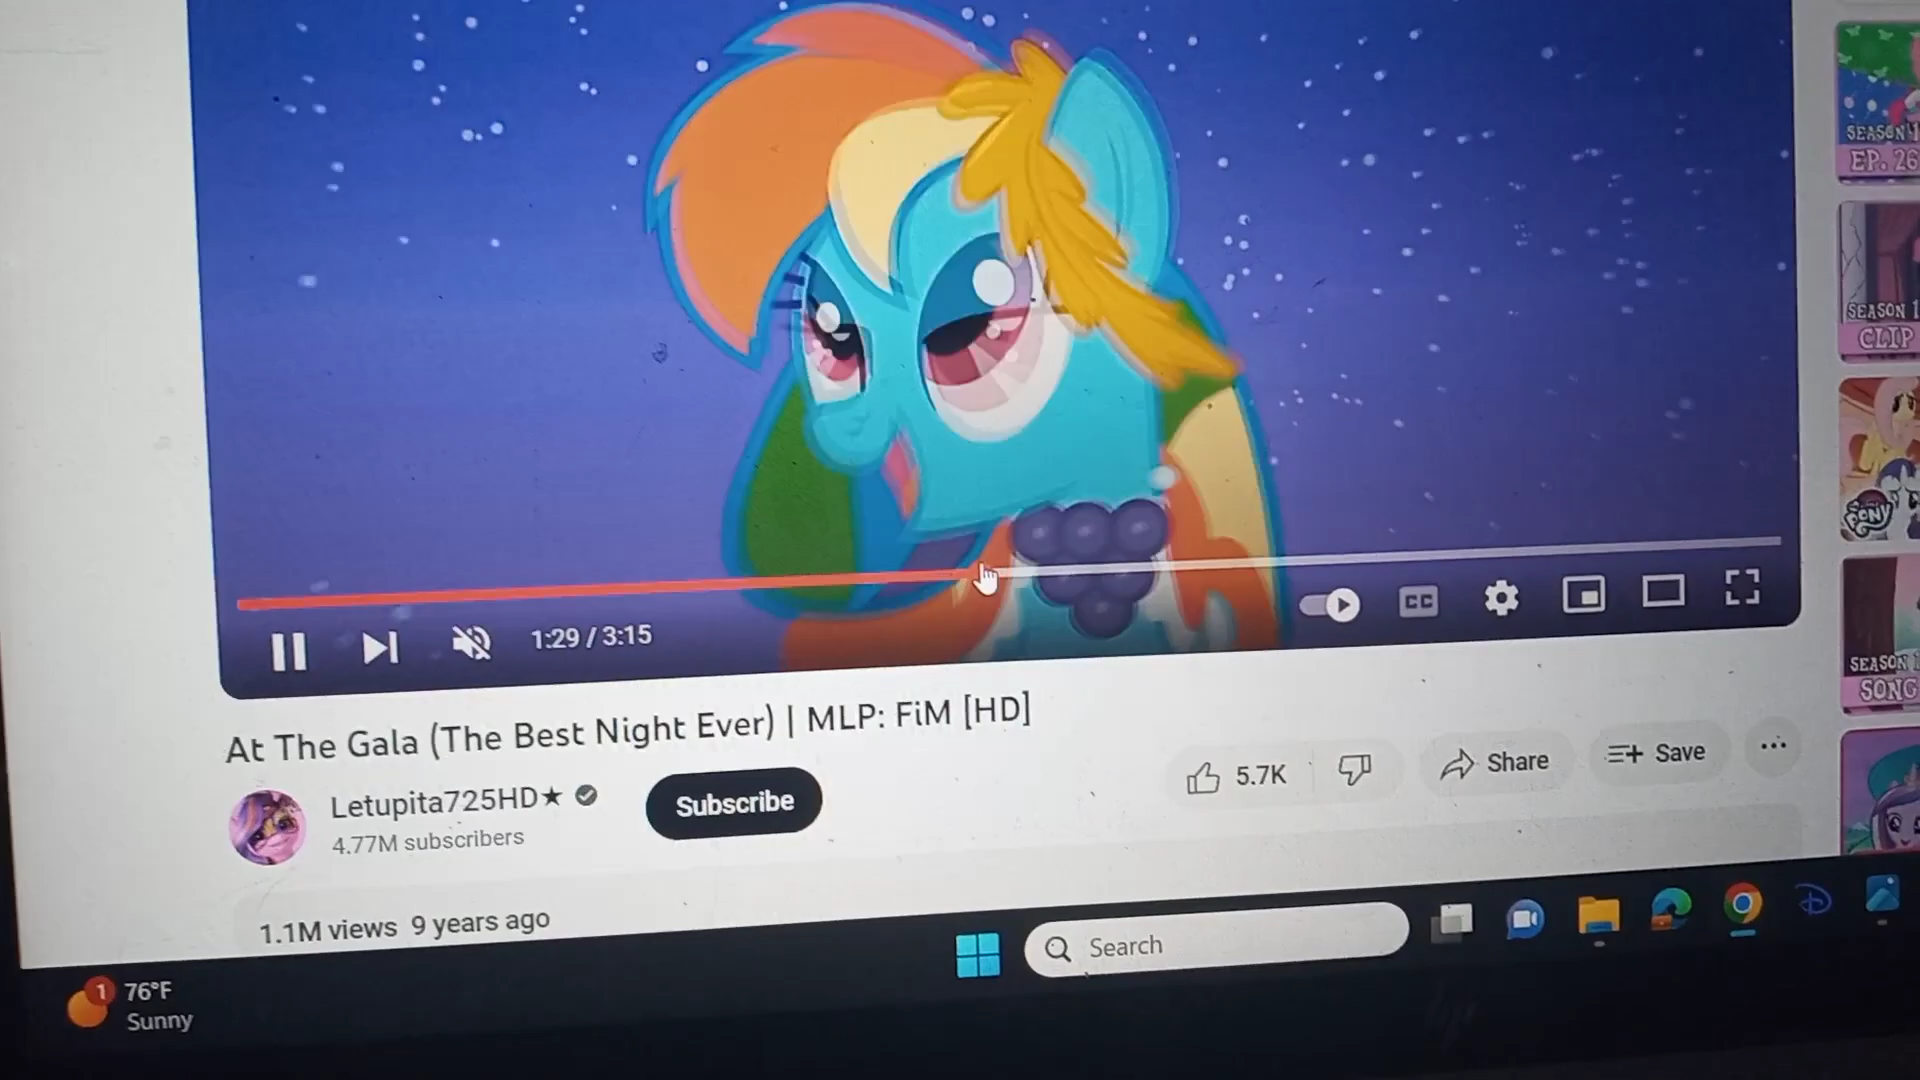 SEASON 1
EP. 26
SEASON 1
CLIP
PONY
SEASON 1
SONG
1:29 / 3:15
CC
At The Gala (The Best Night Ever) | MLP: FiM [HD]
Letupita725HD★
4.77M subscribers
Subscribe
5.7K
Share
Save
1.1M views 9 years ago
Search
1
76°F
Sunny